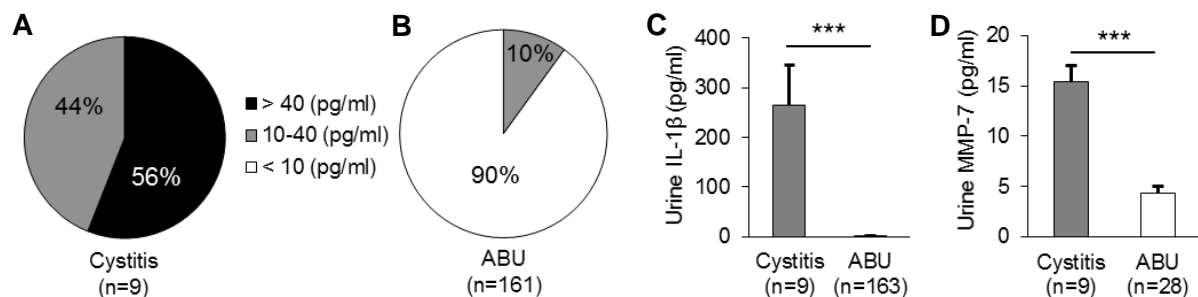 A
44%
56%
Cystitis
(n=9)
> 40 (pg/ml)
10-40 (pg/ml)
< 10 (pg/ml)
B
10%
90%
ABU
(n=161)
C
Urine IL-1β (pg/ml)
400
300
200
100
0
***
Cystitis ABU
(n=9) (n=163)
D
Urine MMP-7 (pg/ml)
20
15
10
5
0
***
Cystitis ABU
(n=9) (n=28)